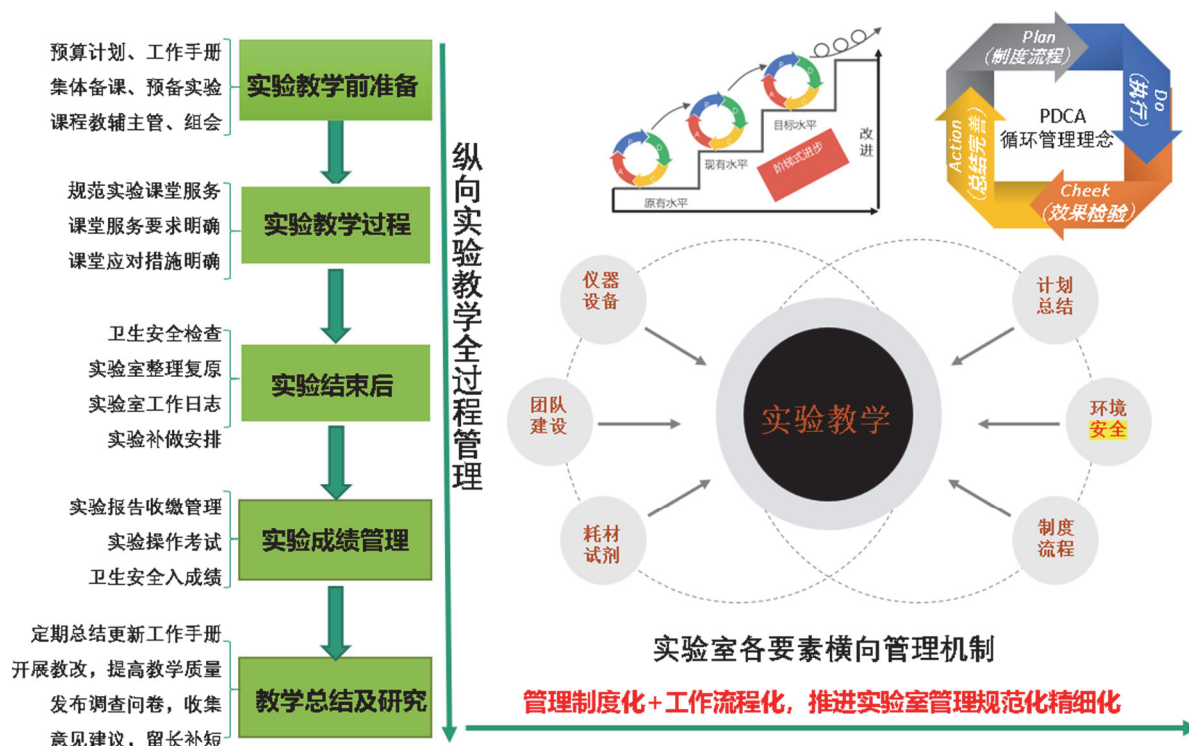 预算计划、工作手册
集体备课、预备实验
课程教辅主管、组会
实验教学前准备
规范实验课堂服务
课堂服务要求明确
课堂应对措施明确
实验教学过程
卫生安全检查
实验室整理复原
实验室工作日志
实验补做安排
实验结束后
实验报告收缴管理
实验操作考试
卫生安全入成绩
实验成绩管理
定期总结更新工作手册
开展教改，提高教学质量
发布调查问卷，收集
意见建议，留长补短
教学总结及研究
纵向实验教学全过程管理
P
D
C
A
P
D
C
A
P
D
C
A
原有水平
现有水平
目标水平
阶梯式进步
改进
Plan
（制度流程）
Do
（执行）
Cheek
（效果检验）
Action
（总结完善）
PDCA
循环管理理念
仪器
设备
团队
建设
耗材
试剂
实验教学
计划
总结
环境
安全
制度
流程
实验室各要素横向管理机制
管理制度化+工作流程化，推进实验室管理规范化精细化